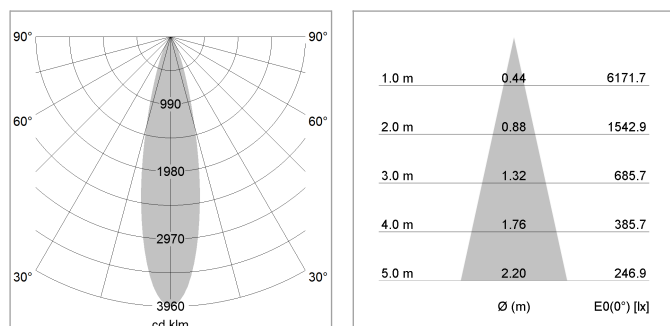 90° 90°
990
60° 60°
1980
2970
30° 30°
3960
cd klm
1.0 m 0.44 6171.7
2.0 m 0.88 1542.9
3.0 m 1.32 685.7
4.0 m 1.76 385.7
5.0 m 2.20 246.9
Ø (m) E0(0°) [lx]